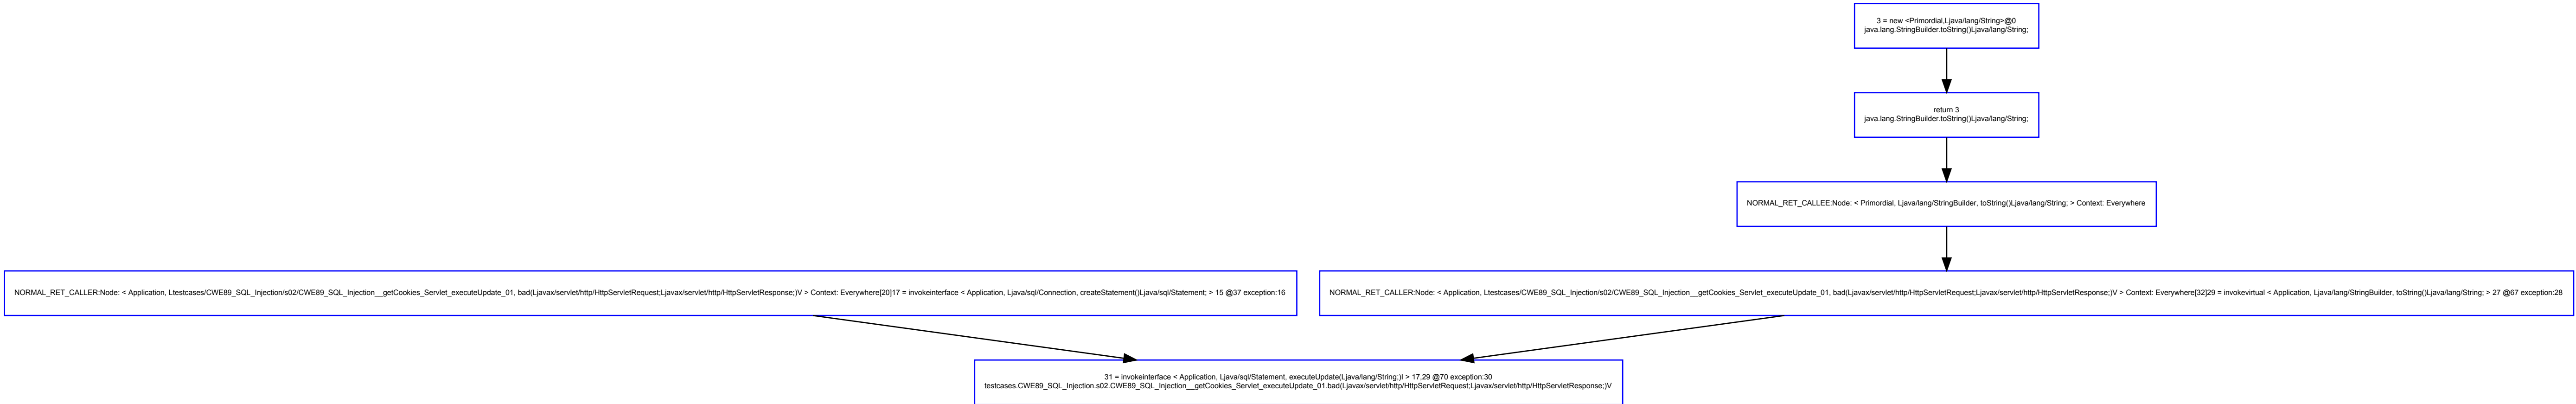 3 = new <Primordial,Ljava/lang/String>@0
java.lang.StringBuilder.toString()Ljava/lang/String;
return 3
java.lang.StringBuilder.toString()Ljava/lang/String;
NORMAL_RET_CALLEE:Node: < Primordial, Ljava/lang/StringBuilder, toString()Ljava/lang/String; > Context: Everywhere
NORMAL_RET_CALLER:Node: < Application, Ltestcases/CWE89_SQL_Injection/s02/CWE89_SQL_Injection__getCookies_Servlet_executeUpdate_01, bad(Ljavax/servlet/http/HttpServletRequest;Ljavax/servlet/http/HttpServletResponse;)V > Context: Everywhere[20]17 = invokeinterface < Application, Ljava/sql/Connection, createStatement()Ljava/sql/Statement; > 15 @37 exception:16
NORMAL_RET_CALLER:Node: < Application, Ltestcases/CWE89_SQL_Injection/s02/CWE89_SQL_Injection__getCookies_Servlet_executeUpdate_01, bad(Ljavax/servlet/http/HttpServletRequest;Ljavax/servlet/http/HttpServletResponse;)V > Context: Everywhere[32]29 = invokevirtual < Application, Ljava/lang/StringBuilder, toString()Ljava/lang/String; > 27 @67 exception:28
31 = invokeinterface < Application, Ljava/sql/Statement, executeUpdate(Ljava/lang/String;)I > 17,29 @70 exception:30
testcases.CWE89_SQL_Injection.s02.CWE89_SQL_Injection__getCookies_Servlet_executeUpdate_01.bad(Ljavax/servlet/http/HttpServletRequest;Ljavax/servlet/http/HttpServletResponse;)V